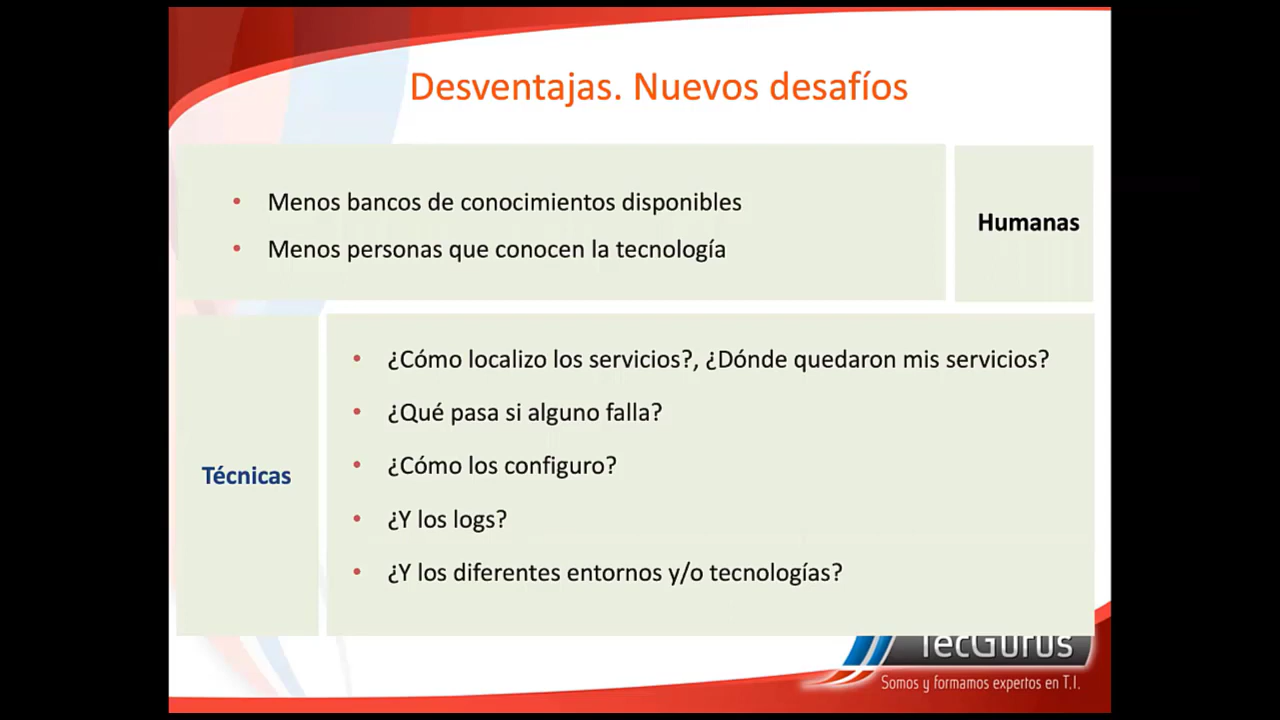 Desventajas. Nuevos desafíos
• Menos bancos de conocimientos disponibles
• Menos personas que conocen la tecnología
Humanas
Técnicas
• ¿Cómo localizo los servicios?, ¿Dónde quedaron mis servicios?
• ¿Qué pasa si alguno falla?
• ¿Cómo los configuro?
• ¿Y los logs?
• ¿Y los diferentes entornos y/o tecnologías?
TecGurus
Somos y formamos expertos en T.I.